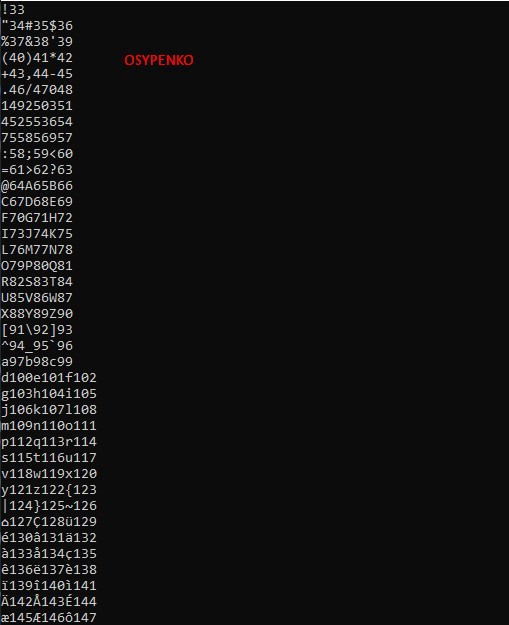 !33
"34#35$36
%37&38'39
(40)41*42
OSYPENKO
+43,44-45
.46/47048
149250351
452553654
755856957
:58;59<60
=61>62?63
@64A65B66
C67D68E69
F70G71H72
I73J74K75
L76M77N78
O79P80Q81
R82S83T84
U85V86W87
X88Y89Z90
[91\92]93
^94_95`96
a97b98c99
d100e101f102
g103h104i105
j106k107l108
m109n110o111
p112q113r114
s115t116u117
v118w119x120
y121z122{123
|124}125~126
⌂127Ç128ü129
é130â131ä132
à133å134ç135
ê136ë137è138
ï139î140ì141
Ä142Å143É144
æ145Æ146ô147